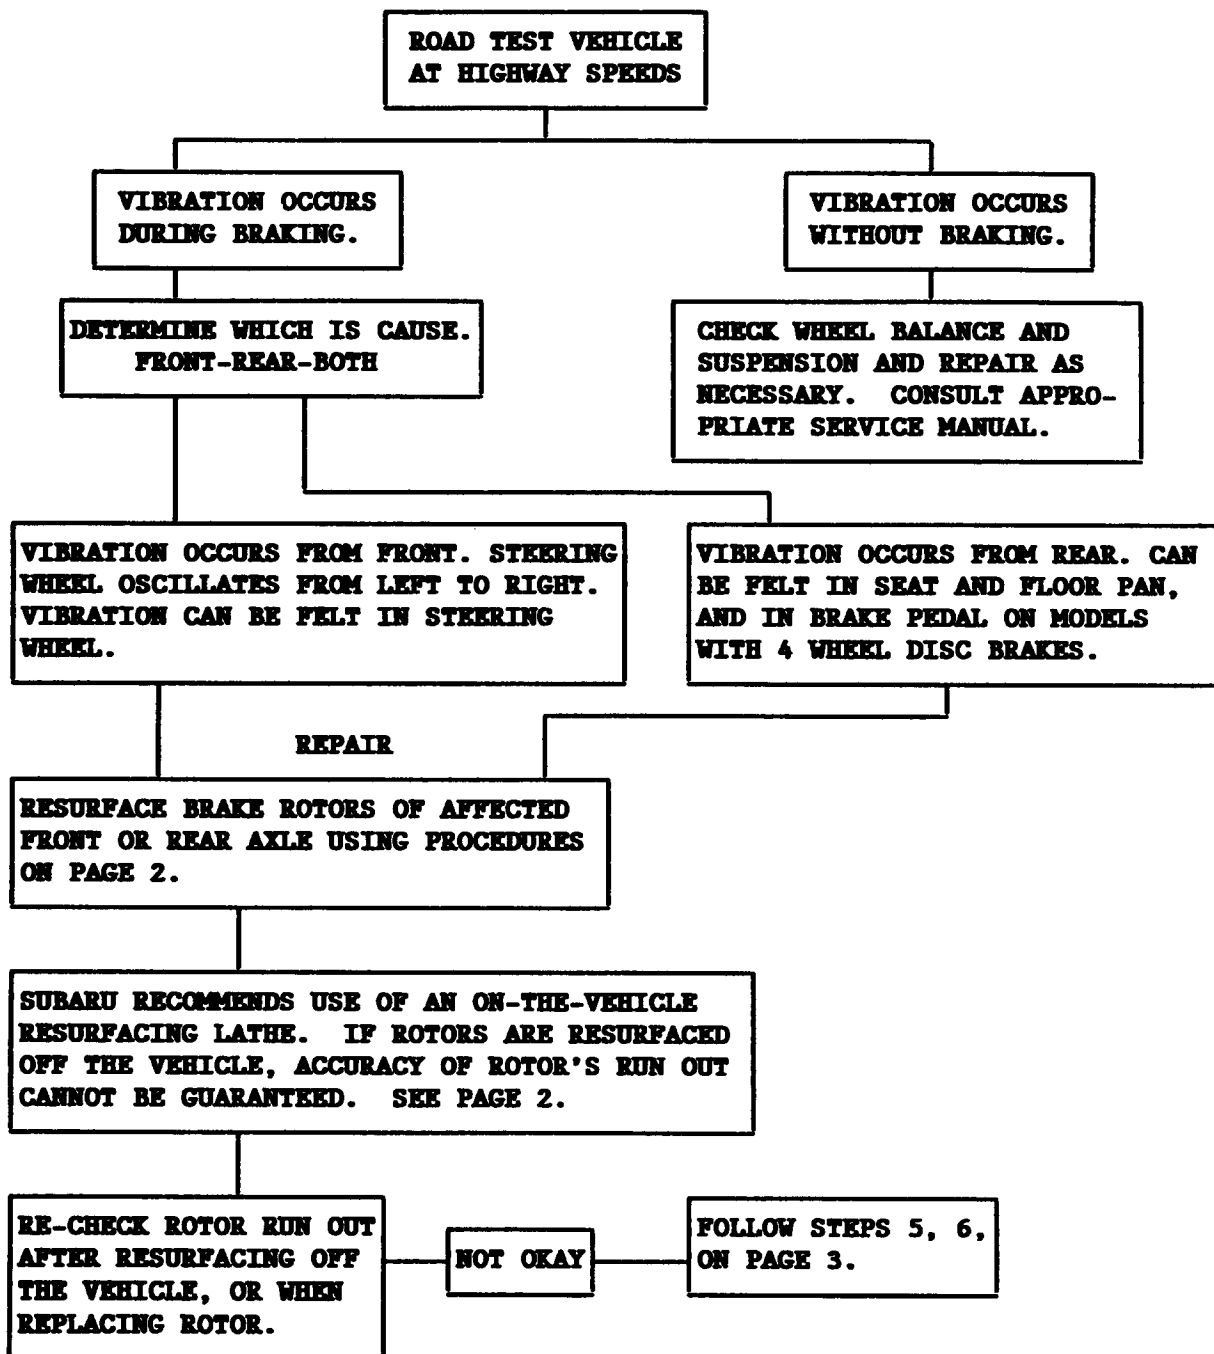 ROAD TEST VEHICLE
AT HIGHWAY SPEEDS
VIBRATION OCCURS
DURING BRAKING.
VIBRATION OCCURS
WITHOUT BRAKING.
DETERMINE WHICH IS CAUSE.
FRONT-REAR-BOTH
CHECK WHEEL BALANCE AND
SUSPENSION AND REPAIR AS
NECESSARY. CONSULT APPRO-
PRIATE SERVICE MANUAL.
VIBRATION OCCURS FROM FRONT. STEERING
WHEEL OSCILLATES FROM LEFT TO RIGHT.
VIBRATION CAN BE FELT IN STEERING
WHEEL.
VIBRATION OCCURS FROM REAR. CAN
BE FELT IN SEAT AND FLOOR PAN,
AND IN BRAKE PEDAL ON MODELS
WITH 4 WHEEL DISC BRAKES.
REPAIR
RESURFACE BRAKE ROTORS OF AFFECTED
FRONT OR REAR AXLE USING PROCEDURES
ON PAGE 2.
SUBARU RECOMMENDS USE OF AN ON-THE-VEHICLE
RESURFACING LATHE. IF ROTORS ARE RESURFACED
OFF THE VEHICLE, ACCURACY OF ROTOR'S RUN OUT
CANNOT BE GUARANTEED. SEE PAGE 2.
RE-CHECK ROTOR RUN OUT
AFTER RESURFACING OFF
THE VEHICLE, OR WHEN
REPLACING ROTOR.
NOT OKAY
FOLLOW STEPS 5, 6,
ON PAGE 3.